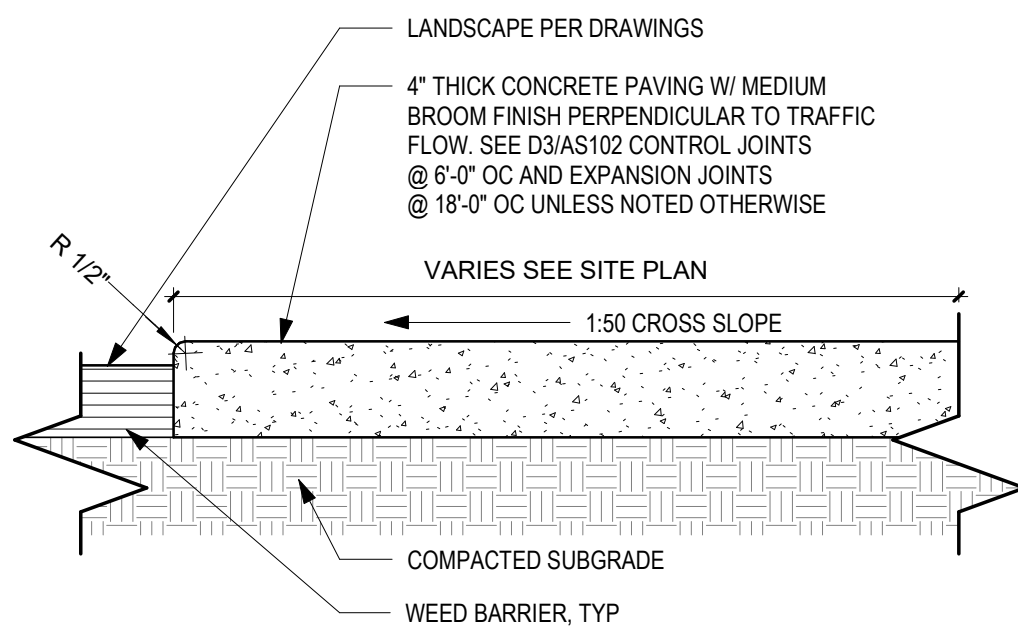 LANDSCAPE PER DRAWINGS
4" THICK CONCRETE PAVING W/ MEDIUM
BROOM FINISH PERPENDICULAR TO TRAFFIC
FLOW. SEE D3/AS102 CONTROL JOINTS
@ 6'-0" OC AND EXPANSION JOINTS
@ 18'-0" OC UNLESS NOTED OTHERWISE
R 1/2"
VARIES SEE SITE PLAN
1:50 CROSS SLOPE
COMPACTED SUBGRADE
WEED BARRIER, TYP